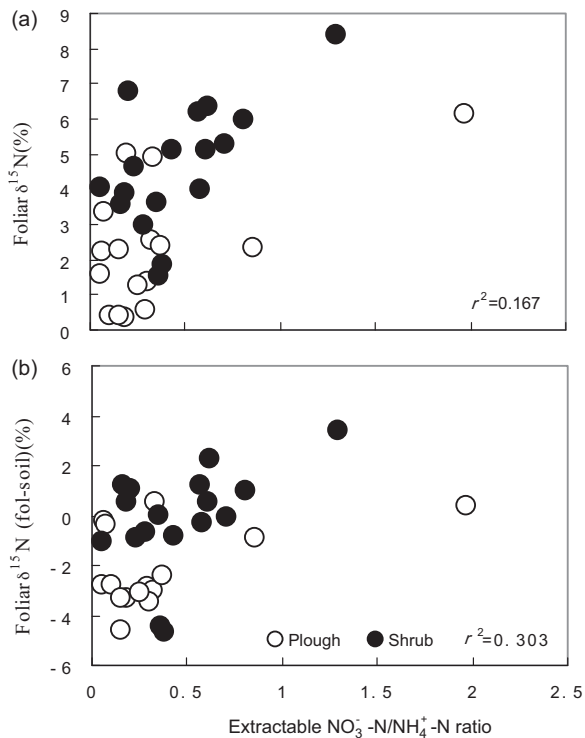 (a)
9
8
7
6
5
4
3
2
1
0
Foliar δ¹⁵N(%)
r²=0.167
(b)
6
4
2
0
-2
-4
-6
Foliar δ¹⁵N (fol-soil)(%)
Plough Shrub r²=0.303
0 0.5 1 1.5 2 2.5
Extractable NO₃⁻-N/NH₄⁺-N ratio